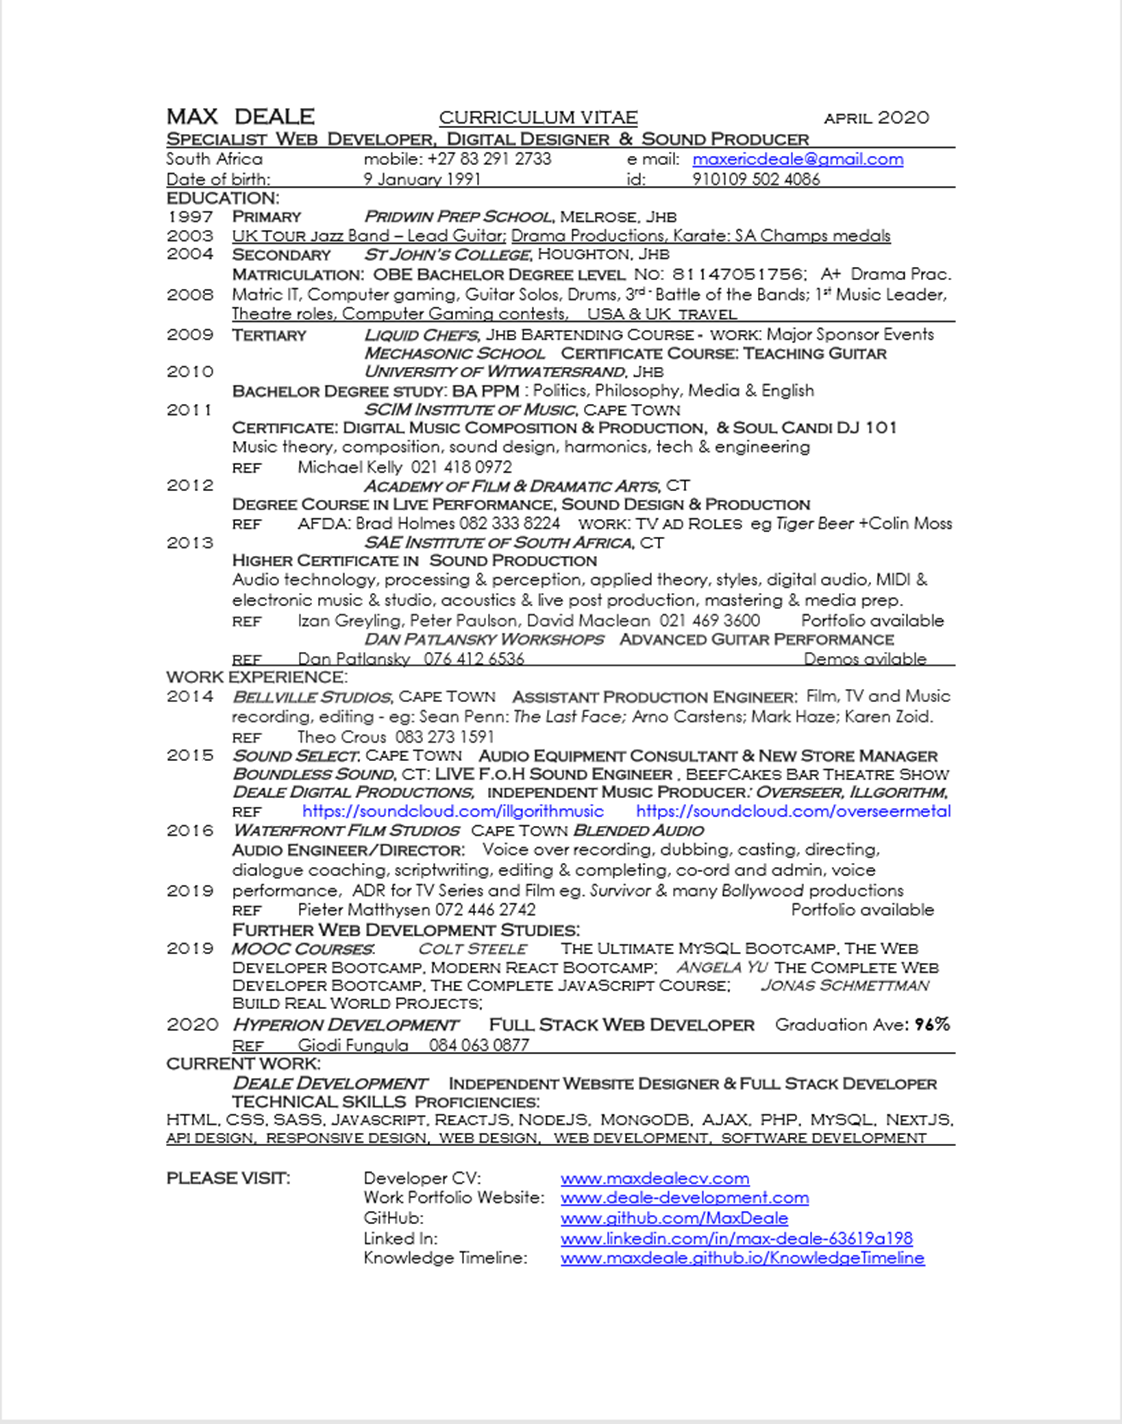 MAX DEALE CURRICULUM VITAE APRIL 2020
SPECIALIST WEB DEVELOPER, DIGITAL DESIGNER & SOUND PRODUCER
South Africa mobile: +27 83 291 2733 e mail: maxericdeale@gmail.com
Date of birth: 9 January 1991 id: 910109 502 4086
EDUCATION:
1997 PRIMARY PRIDWIN PREP SCHOOL, MELROSE, JHB
2003 UK TOUR Jazz Band – Lead Guitar; Drama Productions, Karate: SA Champs medals
2004 SECONDARY ST JOHN'S COLLEGE, HOUGHTON, JHB
MATRICULATION: OBE BACHELOR DEGREE LEVEL NO: 81147051756; A+ Drama Prac.
2008 Matric IT, Computer gaming, Guitar Solos, Drums, 3rd - Battle of the Bands; 1st Music Leader,
Theatre roles, Computer Gaming contests, USA & UK TRAVEL
2009 TERTIARY LIQUID CHEFS, JHB BARTENDING COURSE - WORK: Major Sponsor Events
MECHASONIC SCHOOL CERTIFICATE COURSE: TEACHING GUITAR
2010 UNIVERSITY OF WITWATERSRAND, JHB
BACHELOR DEGREE STUDY: BA PPM : Politics, Philosophy, Media & English
2011 SCIM INSTITUTE OF MUSIC, CAPE TOWN
CERTIFICATE: DIGITAL MUSIC COMPOSITION & PRODUCTION, & SOUL CANDI DJ 101
Music theory, composition, sound design, harmonics, tech & engineering
REF Michael Kelly 021 418 0972
2012 ACADEMY OF FILM & DRAMATIC ARTS, CT
DEGREE COURSE IN LIVE PERFORMANCE, SOUND DESIGN & PRODUCTION
REF AFDA: Brad Holmes 082 333 8224 WORK: TV AD ROLES eg Tiger Beer +Colin Moss
2013 SAE INSTITUTE OF SOUTH AFRICA, CT
HIGHER CERTIFICATE IN SOUND PRODUCTION
Audio technology, processing & perception, applied theory, styles, digital audio, MIDI &
electronic music & studio, acoustics & live post production, mastering & media prep.
REF Izan Greyling, Peter Paulson, David Maclean 021 469 3600 Portfolio available
DAN PATLANSKY WORKSHOPS ADVANCED GUITAR PERFORMANCE
REF Dan Patlansky 076 412 6536 Demos avilable
WORK EXPERIENCE:
2014 BELLVILLE STUDIOS, CAPE TOWN ASSISTANT PRODUCTION ENGINEER: Film, TV and Music
recording, editing - eg: Sean Penn: The Last Face; Arno Carstens; Mark Haze; Karen Zoid.
REF Theo Crous 083 273 1591
2015 SOUND SELECT, CAPE TOWN AUDIO EQUIPMENT CONSULTANT & NEW STORE MANAGER
BOUNDLESS SOUND, CT: LIVE F.O.H SOUND ENGINEER , BEEFCAKES BAR THEATRE SHOW
DEALE DIGITAL PRODUCTIONS, INDEPENDENT MUSIC PRODUCER: OVERSEER, ILLGORITHM,
REF https://soundcloud.com/illgorithmusic https://soundcloud.com/overseermetal
2016 WATERFRONT FILM STUDIOS CAPE TOWN BLENDED AUDIO
AUDIO ENGINEER/DIRECTOR: Voice over recording, dubbing, casting, directing,
dialogue coaching, scriptwriting, editing & completing, co-ord and admin, voice
2019 performance, ADR for TV Series and Film eg. Survivor & many Bollywood productions
REF Pieter Matthysen 072 446 2742 Portfolio available
FURTHER WEB DEVELOPMENT STUDIES:
2019 MOOC COURSES: COLT STEELE THE ULTIMATE MYSQL BOOTCAMP, THE WEB
DEVELOPER BOOTCAMP, MODERN REACT BOOTCAMP; ANGELA YU THE COMPLETE WEB
DEVELOPER BOOTCAMP, THE COMPLETE JAVASCRIPT COURSE; JONAS SCHMETTMAN
BUILD REAL WORLD PROJECTS;
2020 HYPERION DEVELOPMENT FULL STACK WEB DEVELOPER Graduation Ave: 96%
REF Giodi Fungula 084 063 0877
CURRENT WORK:
DEALE DEVELOPMENT INDEPENDENT WEBSITE DESIGNER & FULL STACK DEVELOPER
TECHNICAL SKILLS PROFICIENCIES:
HTML, CSS, SASS, JAVASCRIPT, REACTJS, NODEJS, MONGODB, AJAX, PHP, MYSQL, NEXTJS,
API DESIGN, RESPONSIVE DESIGN, WEB DESIGN, WEB DEVELOPMENT, SOFTWARE DEVELOPMENT
PLEASE VISIT: Developer CV: www.maxdealecv.com
Work Portfolio Website: www.deale-development.com
GitHub: www.github.com/MaxDeale
Linked In: www.linkedin.com/in/max-deale-63619a198
Knowledge Timeline: www.maxdeale.github.io/KnowledgeTimeline